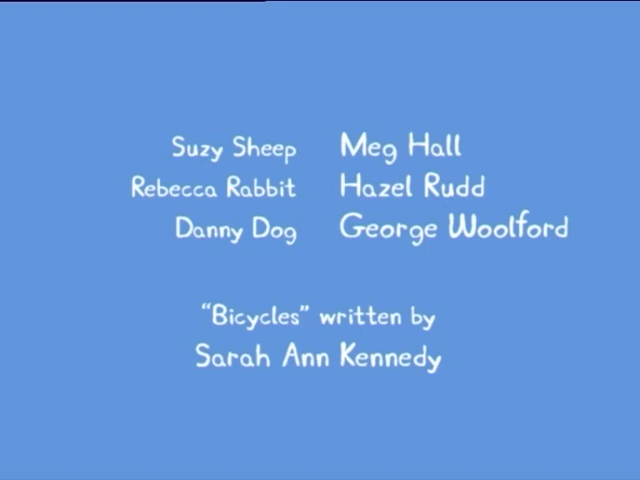 Suzy Sheep Meg Hall
Rebecca Rabbit Hazel Rudd
Danny Dog George Woolford
“Bicycles” written by
Sarah Ann Kennedy